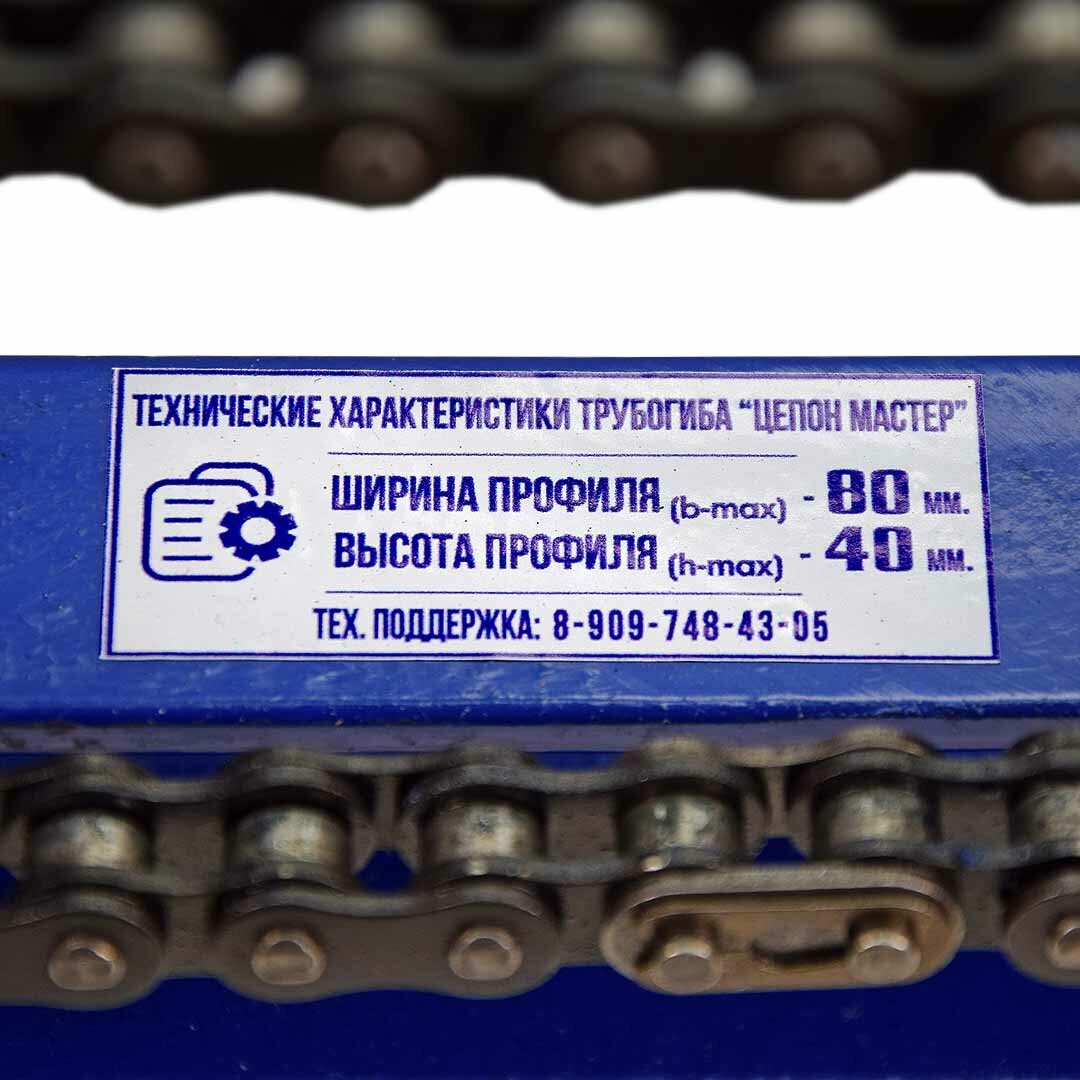 ТЕХНИЧЕСКИЕ ХАРАКТЕРИСТИКИ ТРУБОГИБА “ЦЕПОН МАСТЕР”
ШИРИНА ПРОФИЛЯ (b-max) - 80 мм.
ВЫСОТА ПРОФИЛЯ (h-max) - 40 мм.
ТЕХ. ПОДДЕРЖКА: 8-909-748-43-05